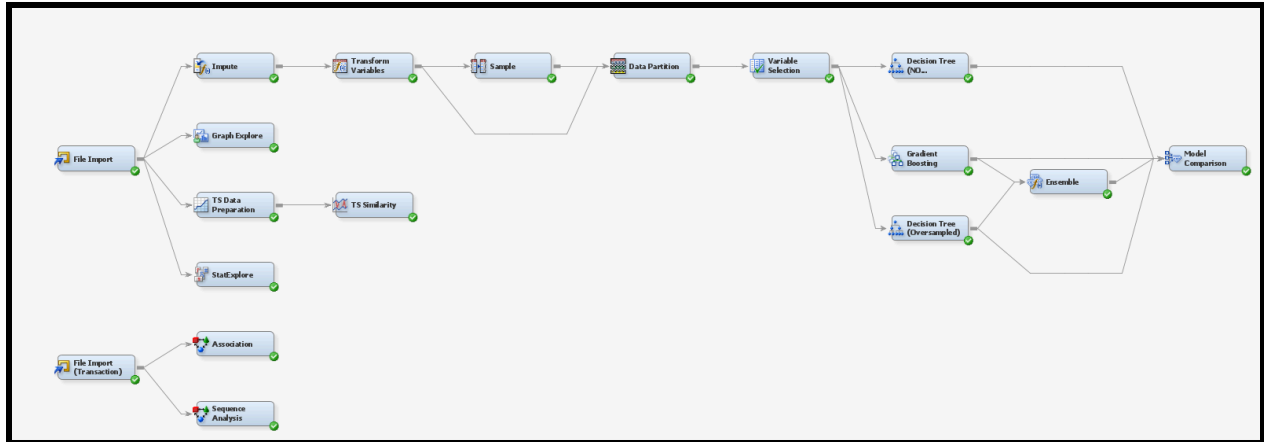 Impute
Transform
Variables
Sample
Data Partition
Variable
Selection
Decision Tree
(NO...
Graph Explore
File Import
Gradient
Boosting
Model
Comparison
Ensemble
TS Data
Preparation
TS Similarity
Decision Tree
(Oversampled)
StatExplore
Association
File Import
(Transaction)
Sequence
Analysis